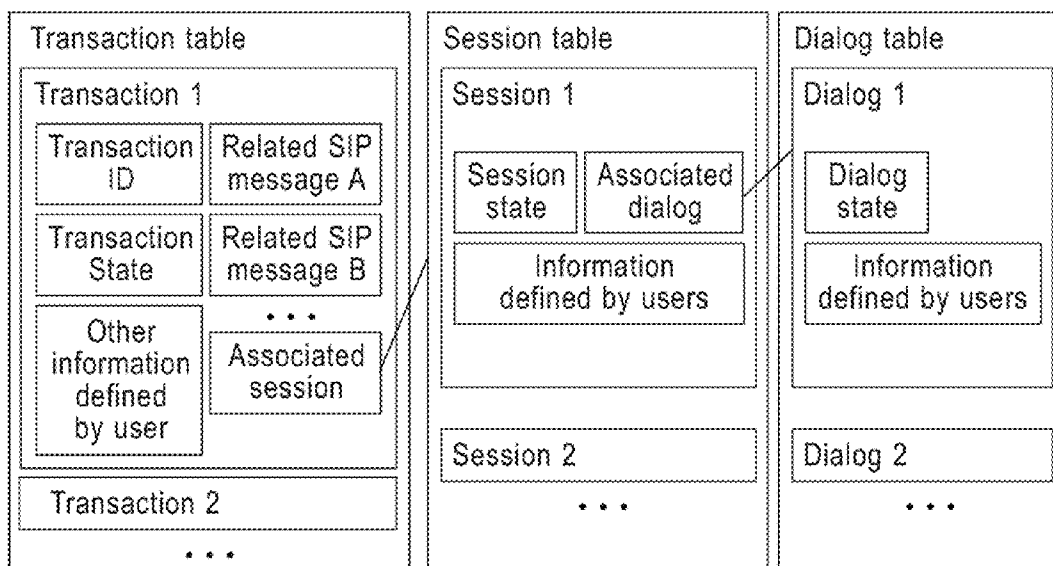 Transaction table
Transaction 1
Transaction
ID
Related SIP
message A
Transaction
State
Related SIP
message B
• • •
Other
information
defined
by user
Associated
session
Transaction 2
• • •
Session table
Session 1
Session
state
Associated
dialog
Information
defined by users
Session 2
• • •
Dialog table
Dialog 1
Dialog
state
Information
defined by users
Dialog 2
• • •